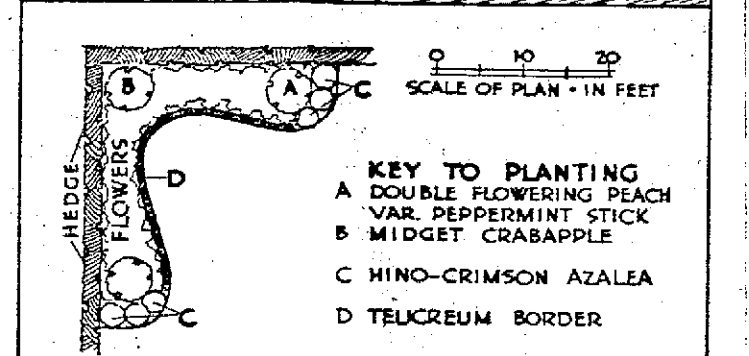 0 10 20
SCALE OF PLAN • IN FEET
B
A
C
HEDGE
FLOWERS
D
C
KEY TO PLANTING
A DOUBLE FLOWERING PEACH
VAR. PEPPERMINT STICK
B MIDGET CRABAPPLE
C HINO-CRIMSON AZALEA
D TEUCREUM BORDER